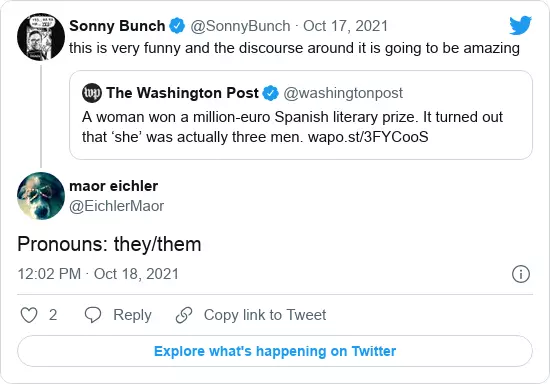 Sonny Bunch @SonnyBunch · Oct 17, 2021
this is very funny and the discourse around it is going to be amazing
wp The Washington Post @washingtonpost
A woman won a million-euro Spanish literary prize. It turned out
that ‘she’ was actually three men. wapo.st/3FYCooS
maor eichler
@EichlerMaor
Pronouns: they/them
12:02 PM · Oct 18, 2021
2 Reply Copy link to Tweet
Explore what's happening on Twitter